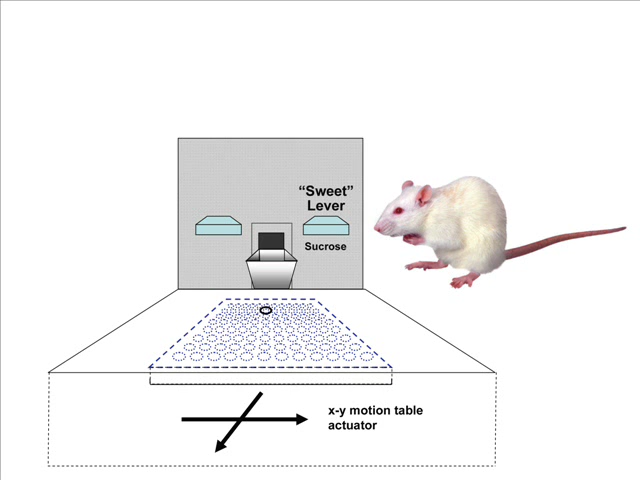 “Sweet”
Lever
Sucrose
x-y motion table
actuator